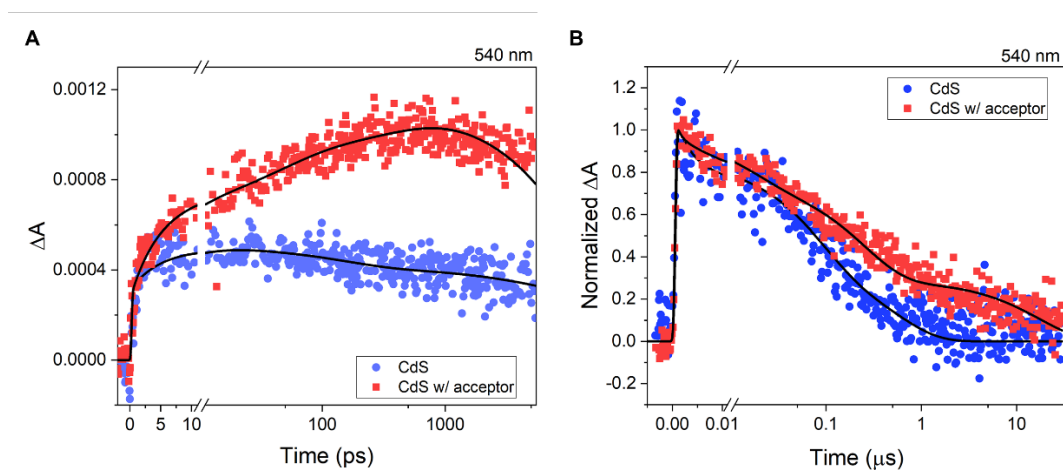 A
540 nm
0.0012
0.0008
0.0004
0.0000
ΔA
CdS
CdS w/ acceptor
0 5 10 100 1000
Time (ps)
B
540 nm
1.2
1.0
0.8
0.6
0.4
0.2
0.0
-0.2
Normalized ΔA
CdS
CdS w/ acceptor
0.00 0.01 0.1 1 10
Time (μs)